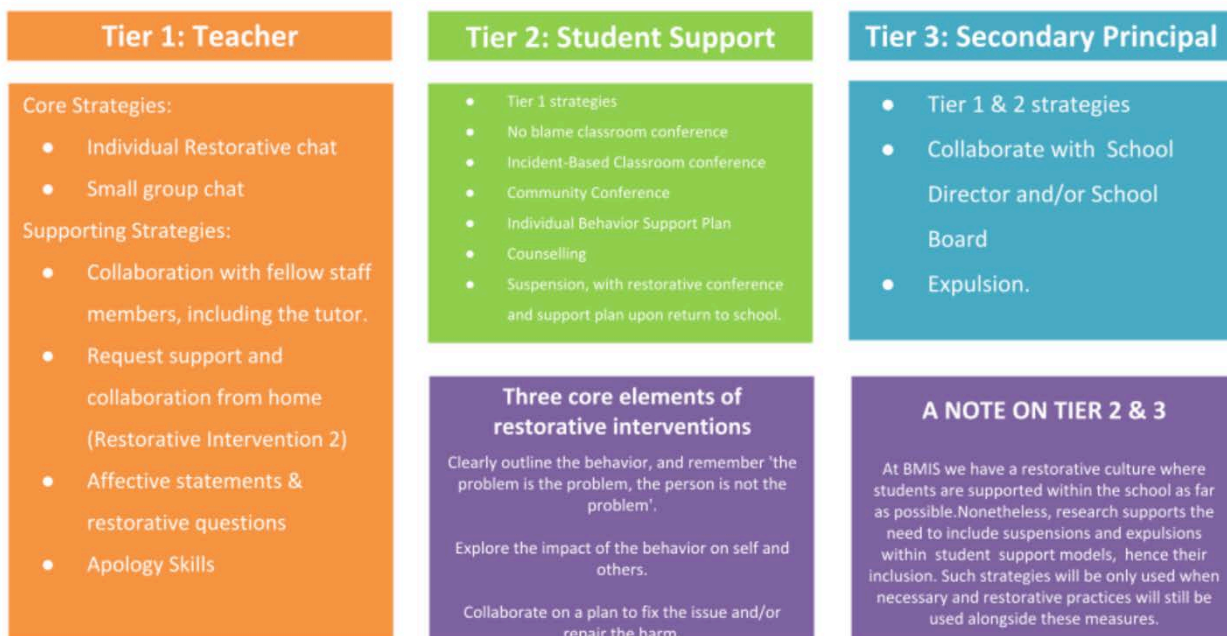 Tier 1: Teacher
Core Strategies:
● Individual Restorative chat
● Small group chat
Supporting Strategies:
● Collaboration with fellow staff
members, including the tutor.
● Request support and
collaboration from home
(Restorative Intervention 2)
● Affective statements &
restorative questions
● Apology Skills
Tier 2: Student Support
● Tier 1 strategies
● No blame classroom conference
● Incident-Based Classroom conference
● Community Conference
● Individual Behavior Support Plan
● Counselling
● Suspension, with restorative conference
and support plan upon return to school.
Three core elements of
restorative interventions
Clearly outline the behavior, and remember 'the
problem is the problem, the person is not the
problem'.
Explore the impact of the behavior on self and
others.
Collaborate on a plan to fix the issue and/or
repair the harm
Tier 3: Secondary Principal
● Tier 1 & 2 strategies
● Collaborate with School
Director and/or School
Board
● Expulsion.
A NOTE ON TIER 2 & 3
At BMIS we have a restorative culture where
students are supported within the school as far
as possible.Nonetheless, research supports the
need to include suspensions and expulsions
within student support models, hence their
inclusion. Such strategies will be only used when
necessary and restorative practices will still be
used alongside these measures.